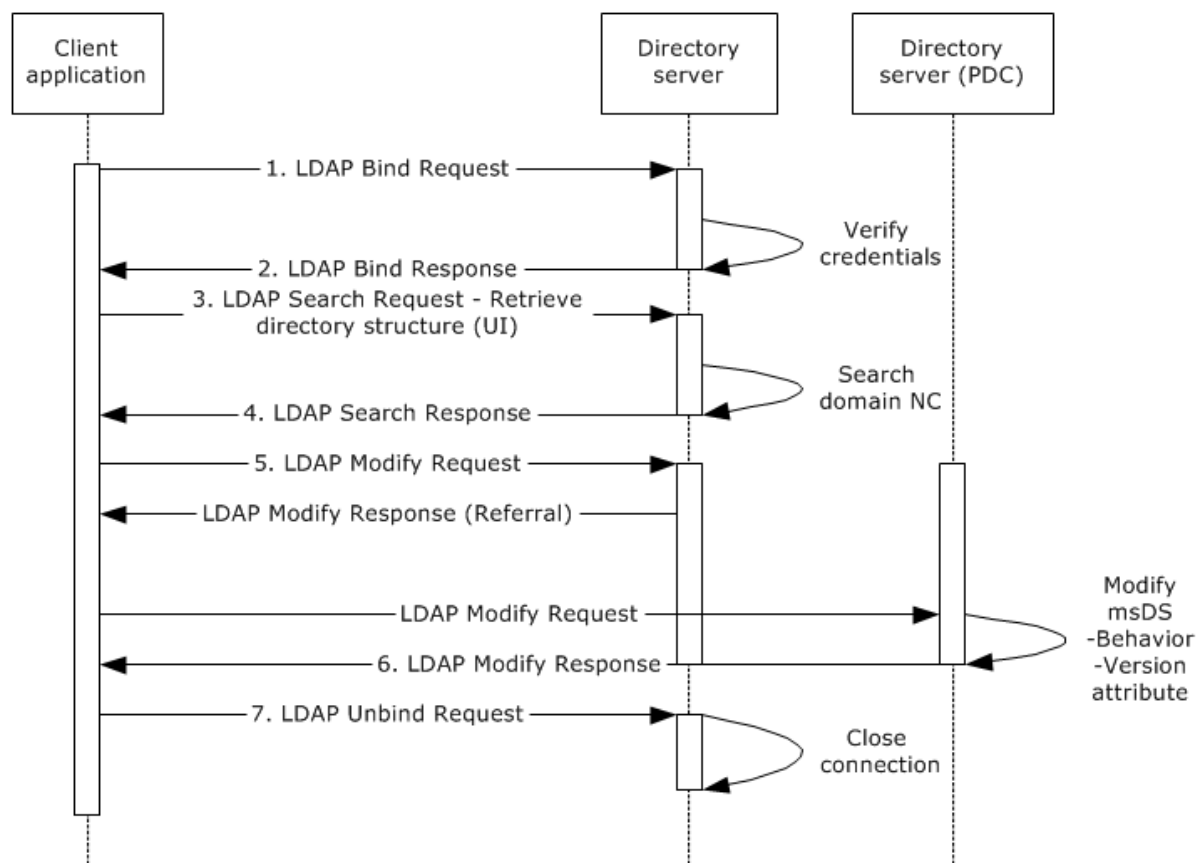 Client
application
Directory
server
Directory
server (PDC)
1. LDAP Bind Request
Verify
credentials
2. LDAP Bind Response
3. LDAP Search Request - Retrieve
directory structure (UI)
Search
domain NC
4. LDAP Search Response
5. LDAP Modify Request
LDAP Modify Response (Referral)
LDAP Modify Request
Modify
msDS
-Behavior
-Version
attribute
6. LDAP Modify Response
7. LDAP Unbind Request
Close
connection